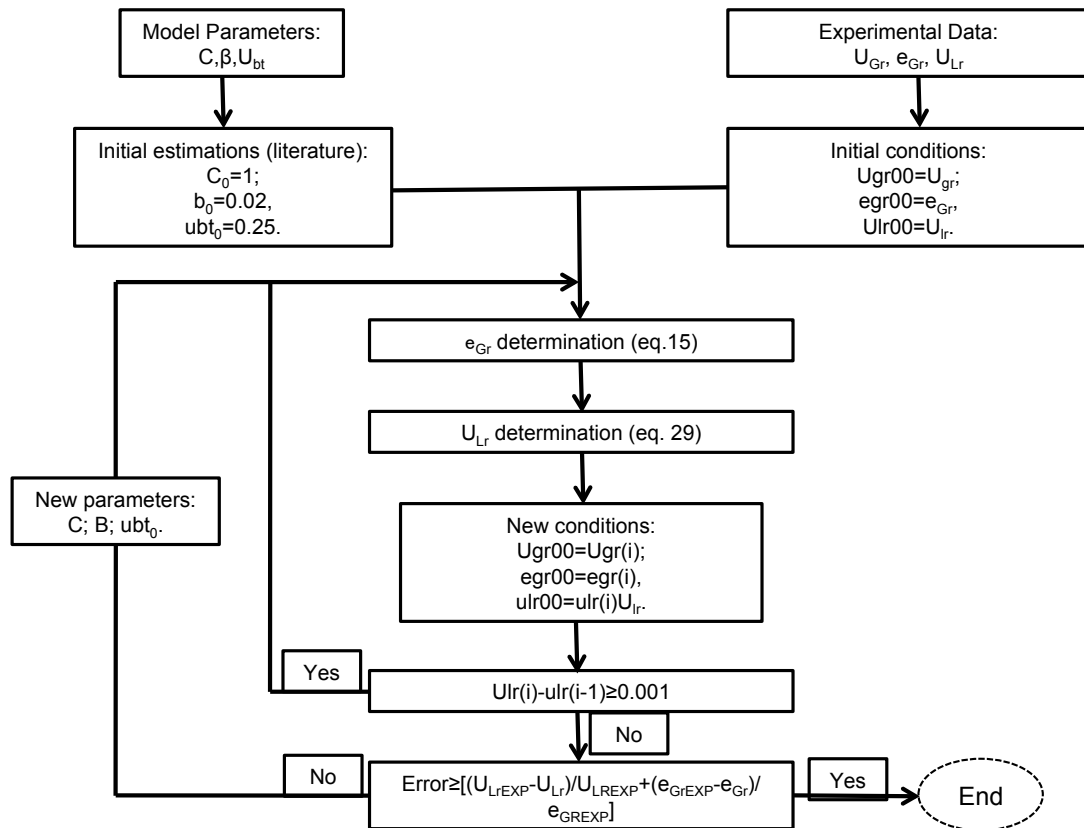 Model Parameters:
C,β,U_bt
Experimental Data:
U_Gr, e_Gr, U_Lr
Initial estimations (literature):
C_0=1;
b_0=0.02,
ubt_0=0.25.
Initial conditions:
Ugr00=U_gr;
egr00=e_Gr,
Ulr00=U_lr.
e_Gr determination (eq.15)
U_Lr determination (eq. 29)
New parameters:
C; B; ubt_0.
New conditions:
Ugr00=Ugr(i);
egr00=egr(i),
ulr00=ulr(i)U_lr.
Yes
Ulr(i)-ulr(i-1)≥0.001
No
No
Error≥[(U_LrEXP-U_Lr)/U_LREXP+(e_GrEXP-e_Gr)/
e_GREXP]
Yes
End